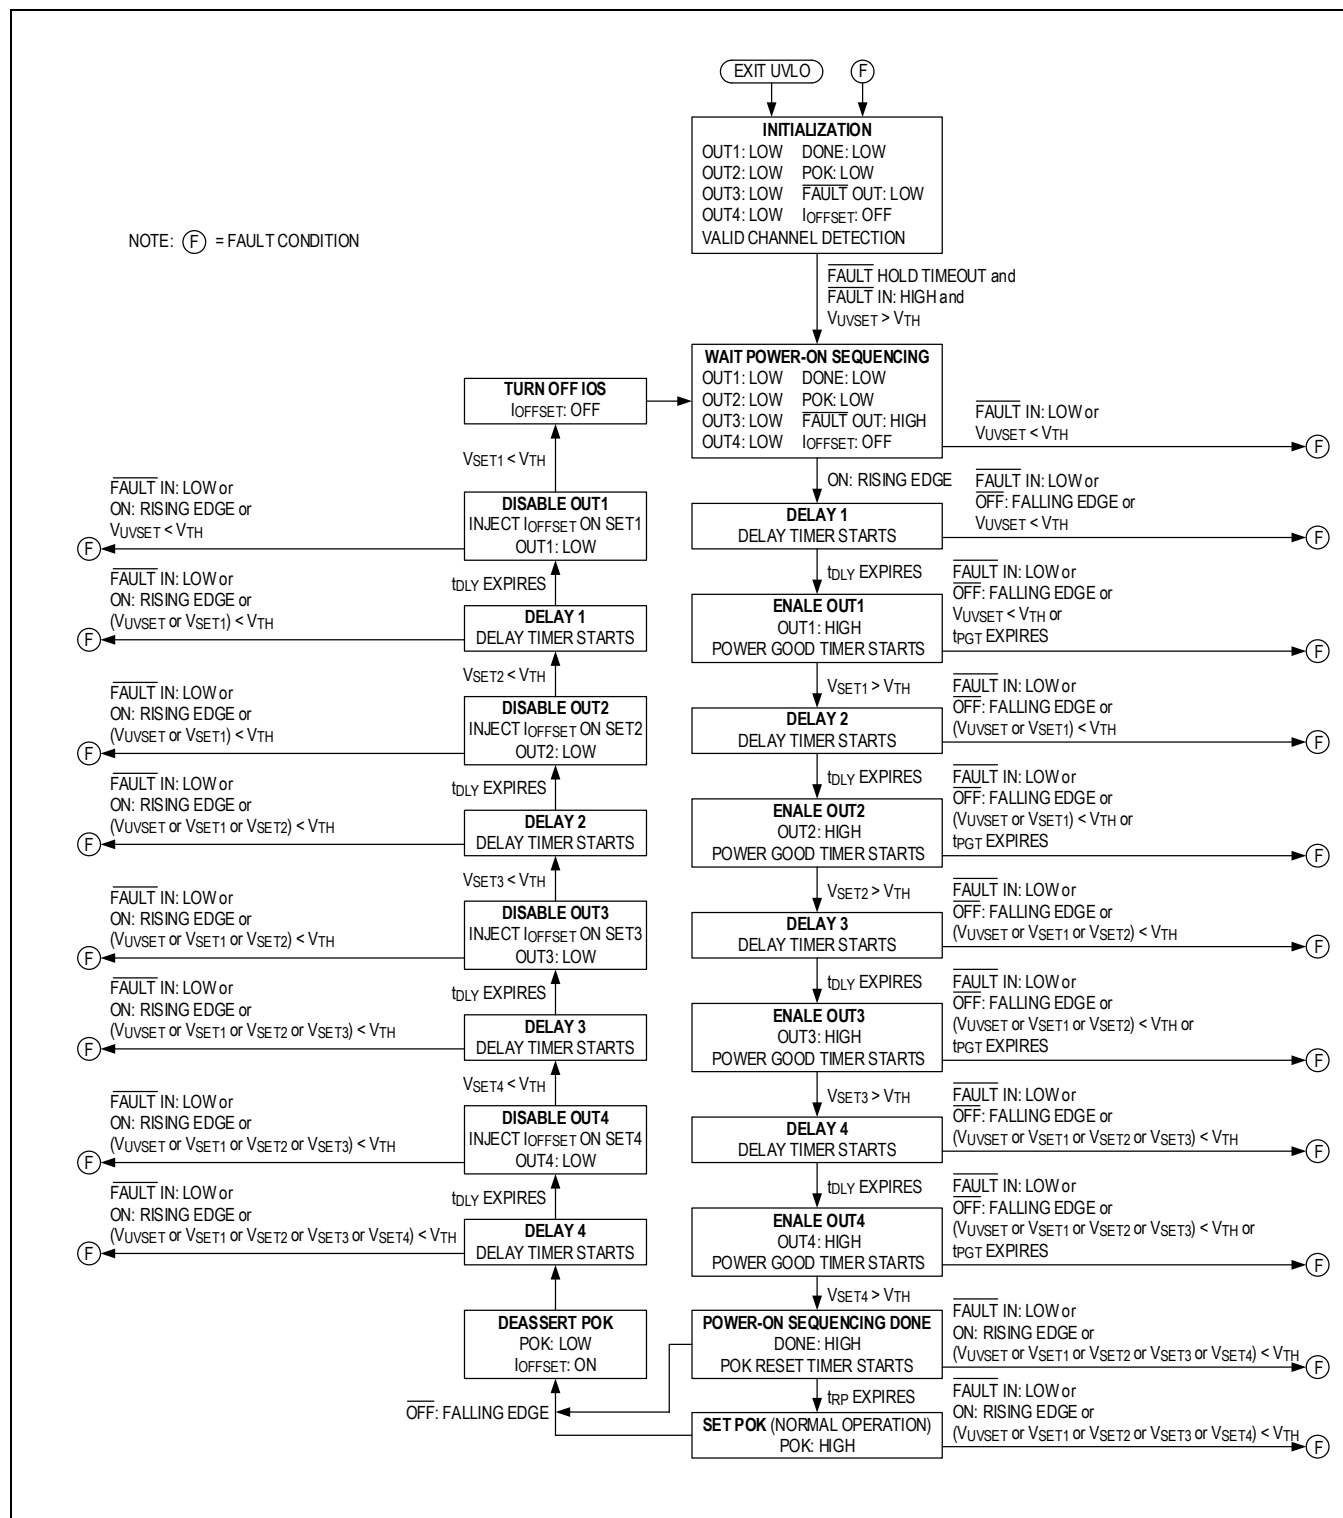 EXIT UVLO
F
INITIALIZATION
OUT1: LOW DONE: LOW
OUT2: LOW POK: LOW
OUT3: LOW FAULT OUT: LOW
OUT4: LOW IOFFSET: OFF
VALID CHANNEL DETECTION
NOTE: F = FAULT CONDITION
FAULT HOLD TIMEOUT and
FAULT IN: HIGH and
VUVSET > VTH
WAIT POWER-ON SEQUENCING
OUT1: LOW DONE: LOW
OUT2: LOW POK: LOW
OUT3: LOW FAULT OUT: HIGH
OUT4: LOW IOFFSET: OFF
FAULT IN: LOW or
VUVSET < VTH
F
ON: RISING EDGE
DELAY 1
DELAY TIMER STARTS
FAULT IN: LOW or
OFF: FALLING EDGE or
VUVSET < VTH
F
tDLY EXPIRES
ENALE OUT1
OUT1: HIGH
POWER GOOD TIMER STARTS
FAULT IN: LOW or
OFF: FALLING EDGE or
VUVSET < VTH or
tPGT EXPIRES
F
VSET1 > VTH
DELAY 2
DELAY TIMER STARTS
FAULT IN: LOW or
OFF: FALLING EDGE or
(VUVSET or VSET1) < VTH
F
tDLY EXPIRES
ENALE OUT2
OUT2: HIGH
POWER GOOD TIMER STARTS
FAULT IN: LOW or
OFF: FALLING EDGE or
(VUVSET or VSET1) < VTH or
tPGT EXPIRES
F
VSET2 > VTH
DELAY 3
DELAY TIMER STARTS
FAULT IN: LOW or
OFF: FALLING EDGE or
(VUVSET or VSET1 or VSET2) < VTH
F
tDLY EXPIRES
ENALE OUT3
OUT3: HIGH
POWER GOOD TIMER STARTS
FAULT IN: LOW or
OFF: FALLING EDGE or
(VUVSET or VSET1 or VSET2) < VTH or
tPGT EXPIRES
F
VSET3 > VTH
DELAY 4
DELAY TIMER STARTS
FAULT IN: LOW or
OFF: FALLING EDGE or
(VUVSET or VSET1 or VSET2 or VSET3) < VTH
F
tDLY EXPIRES
ENALE OUT4
OUT4: HIGH
POWER GOOD TIMER STARTS
FAULT IN: LOW or
OFF: FALLING EDGE or
(VUVSET or VSET1 or VSET2 or VSET3) < VTH or
tPGT EXPIRES
F
VSET4 > VTH
POWER-ON SEQUENCING DONE
DONE: HIGH
POK RESET TIMER STARTS
FAULT IN: LOW or
ON: RISING EDGE or
(VUVSET or VSET1 or VSET2 or VSET3 or VSET4) < VTH
F
tRP EXPIRES
SET POK (NORMAL OPERATION)
POK: HIGH
FAULT IN: LOW or
ON: RISING EDGE or
(VUVSET or VSET1 or VSET2 or VSET3 or VSET4) < VTH
F
OFF: FALLING EDGE
DEASSERT POK
POK: LOW
IOFFSET: ON
DELAY 4
DELAY TIMER STARTS
FAULT IN: LOW or
ON: RISING EDGE or
(VUVSET or VSET1 or VSET2 or VSET3 or VSET4) < VTH
F
tDLY EXPIRES
DISABLE OUT4
INJECT IOFFSET ON SET4
OUT4: LOW
FAULT IN: LOW or
ON: RISING EDGE or
(VUVSET or VSET1 or VSET2 or VSET3) < VTH
F
VSET4 < VTH
DELAY 3
DELAY TIMER STARTS
FAULT IN: LOW or
ON: RISING EDGE or
(VUVSET or VSET1 or VSET2 or VSET3) < VTH
F
tDLY EXPIRES
DISABLE OUT3
INJECT IOFFSET ON SET3
OUT3: LOW
FAULT IN: LOW or
ON: RISING EDGE or
(VUVSET or VSET1 or VSET2) < VTH
F
VSET3 < VTH
DELAY 2
DELAY TIMER STARTS
FAULT IN: LOW or
ON: RISING EDGE or
(VUVSET or VSET1 or VSET2) < VTH
F
tDLY EXPIRES
DISABLE OUT2
INJECT IOFFSET ON SET2
OUT2: LOW
FAULT IN: LOW or
ON: RISING EDGE or
(VUVSET or VSET1) < VTH
F
VSET2 < VTH
DELAY 1
DELAY TIMER STARTS
FAULT IN: LOW or
ON: RISING EDGE or
(VUVSET or VSET1) < VTH
F
tDLY EXPIRES
DISABLE OUT1
INJECT IOFFSET ON SET1
OUT1: LOW
FAULT IN: LOW or
ON: RISING EDGE or
VUVSET < VTH
F
VSET1 < VTH
TURN OFF IOS
IOFFSET: OFF